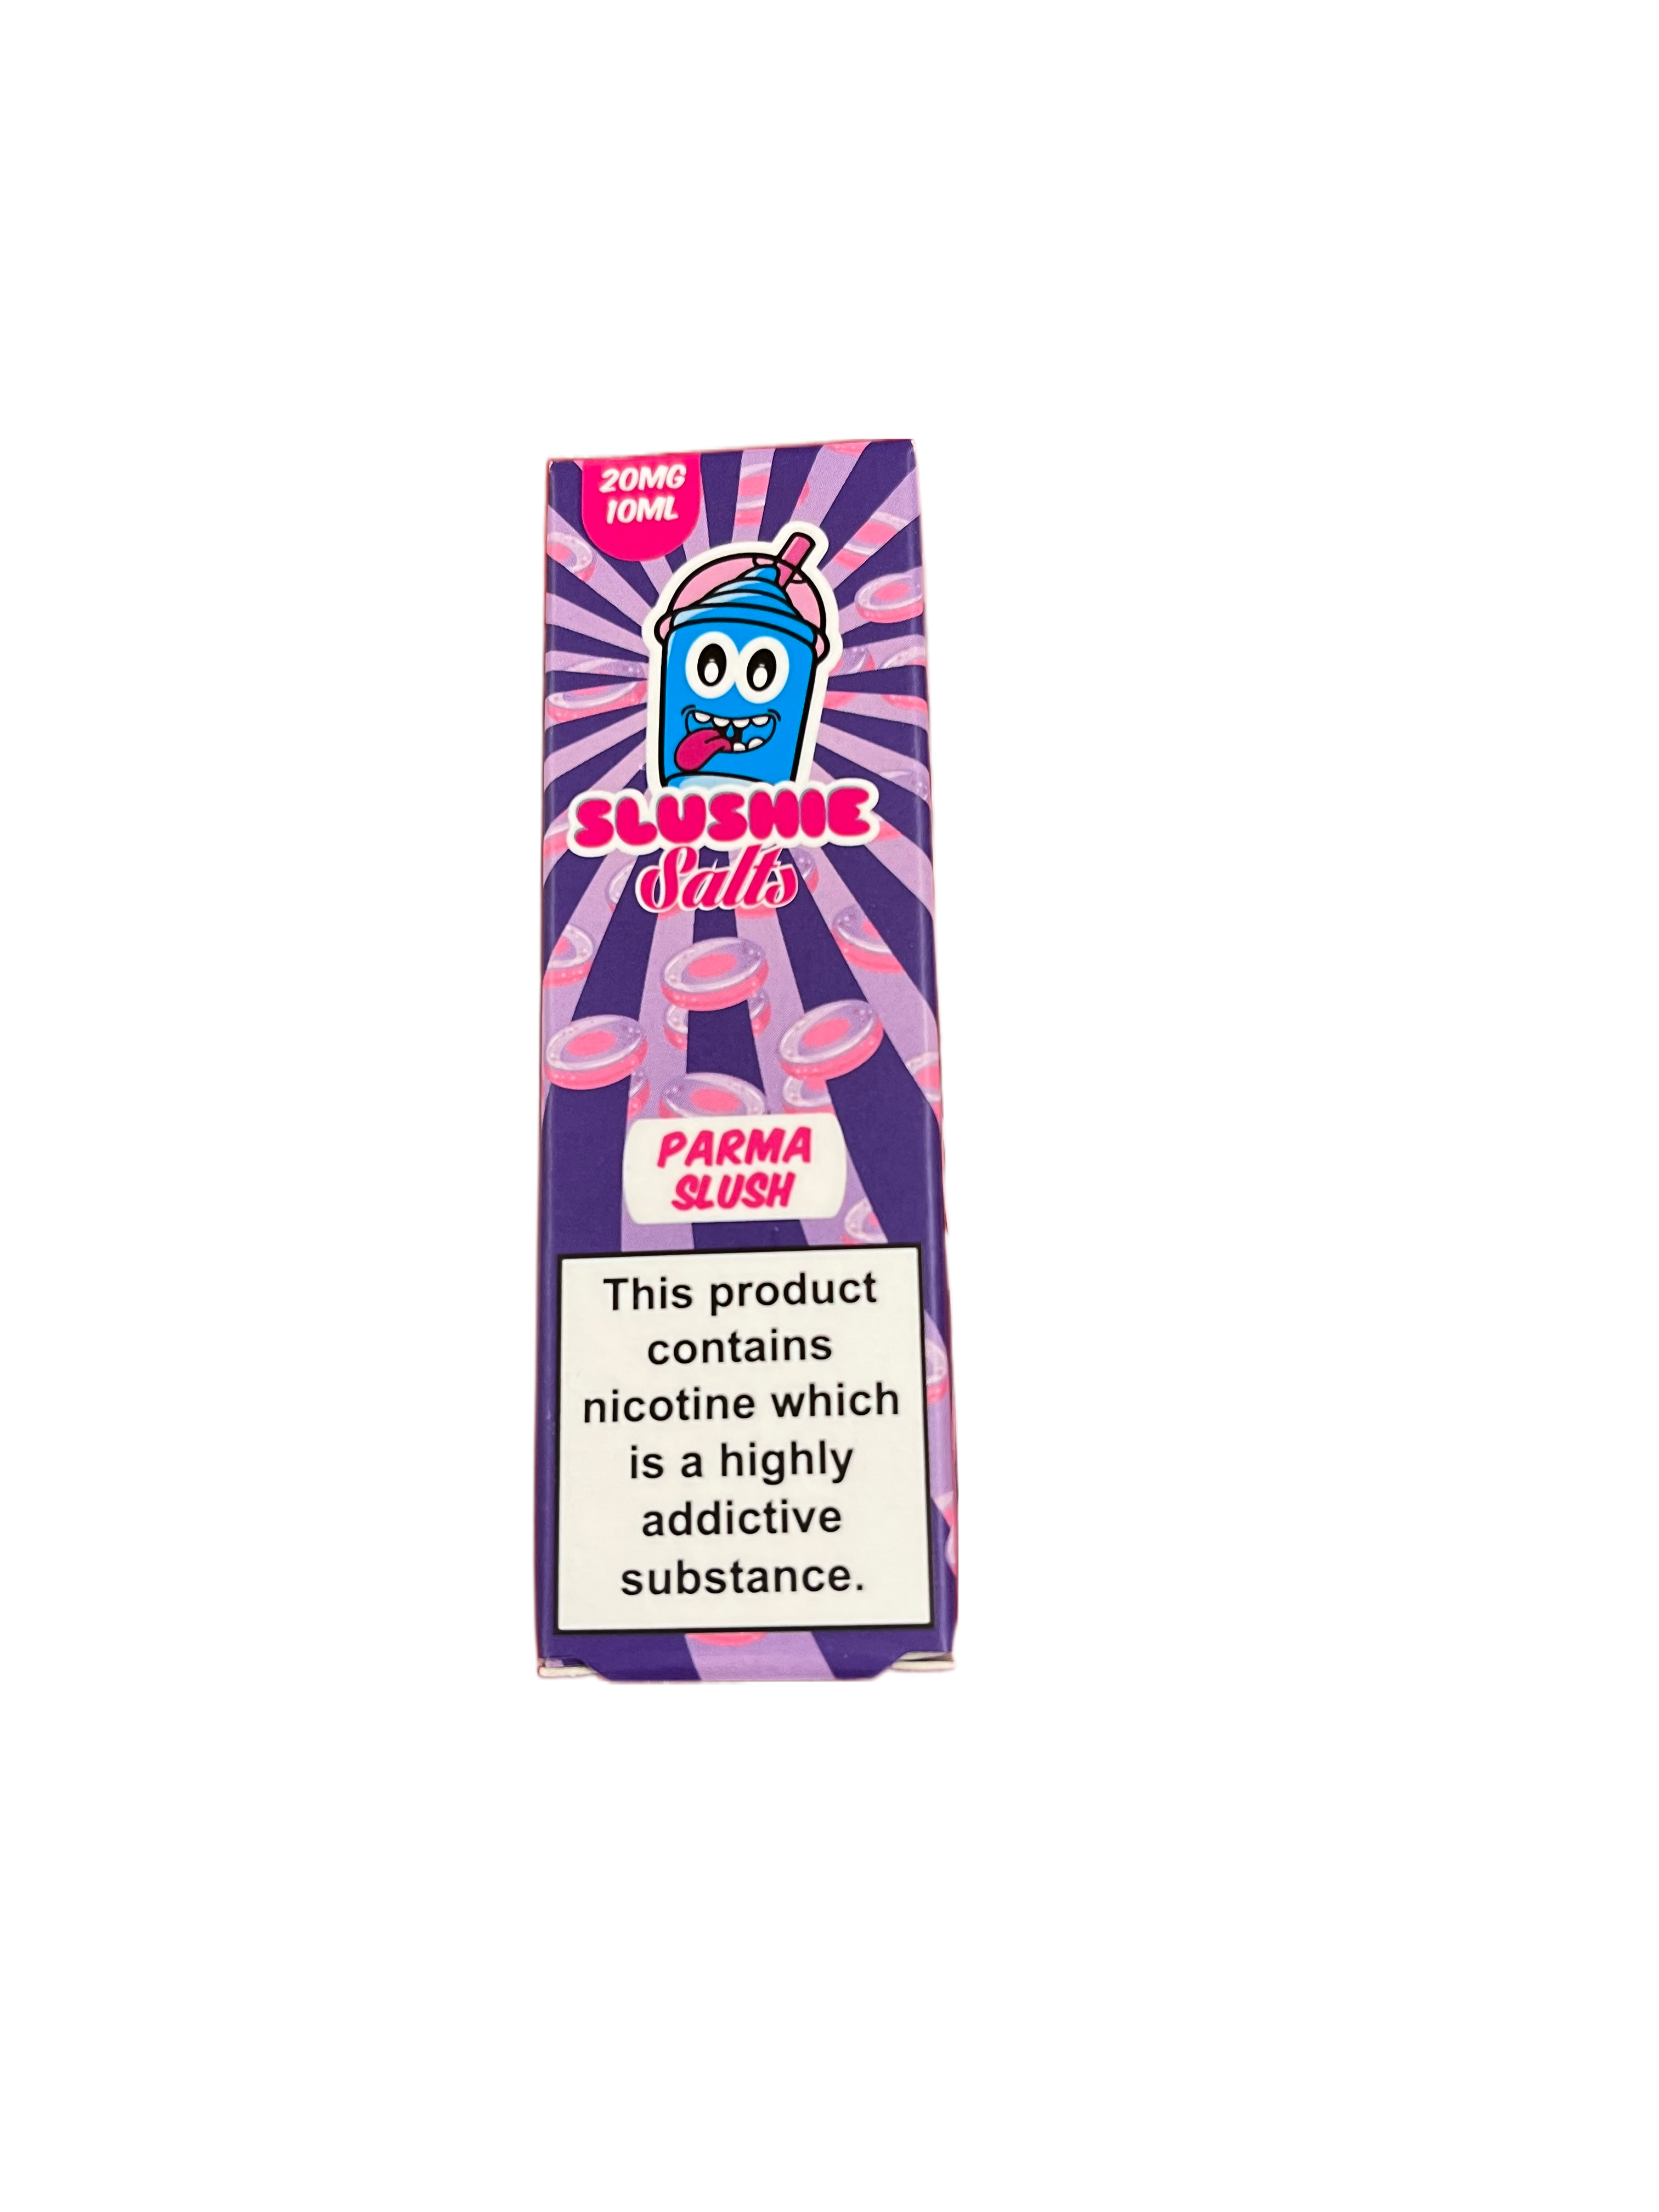 20MG
10ML
SLUSHIE
Salts
PARMA
SLUSH
This product
contains
nicotine which
is a highly
addictive
substance.